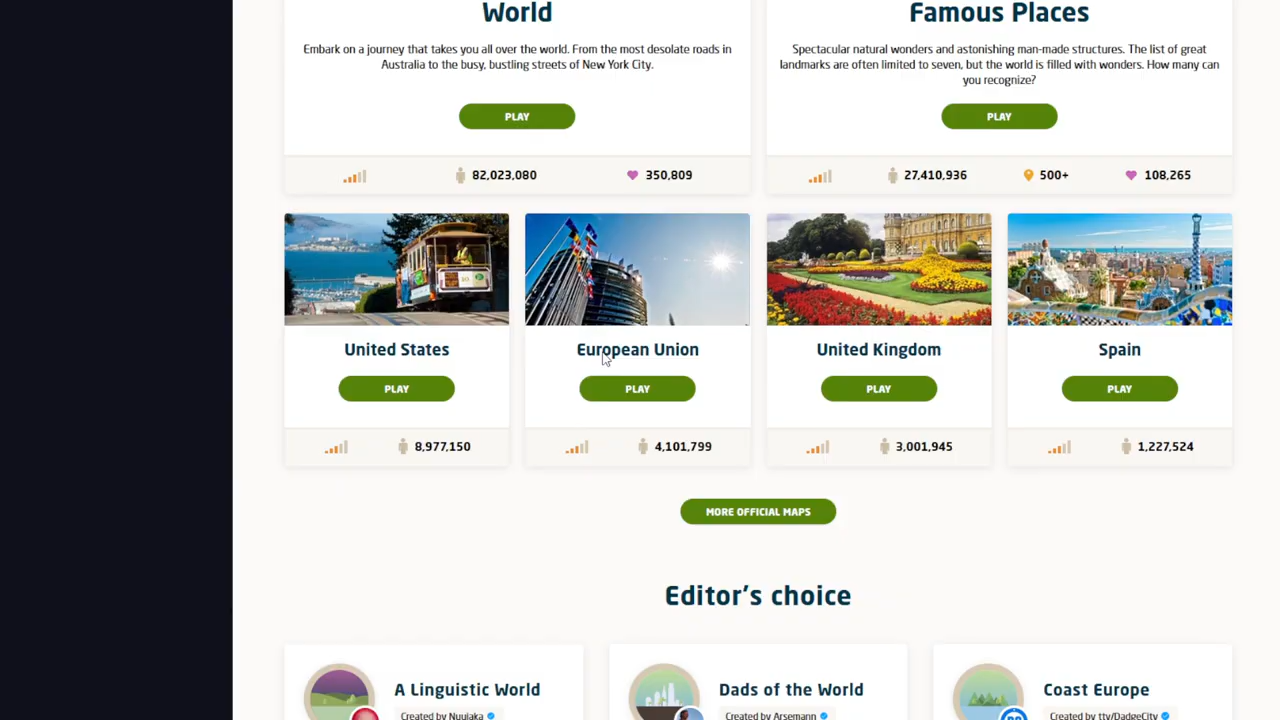 World
Famous Places
Embark on a journey that takes you all over the world. From the most desolate roads in
Australia to the busy, bustling streets of New York City.
Spectacular natural wonders and astonishing man-made structures. The list of great
landmarks are often limited to seven, but the world is filled with wonders. How many can
you recognize?
PLAY
PLAY
82,023,080
350,809
27,410,936
500+
108,265
United States
European Union
United Kingdom
Spain
PLAY
PLAY
PLAY
PLAY
8,977,150
4,101,799
3,001,945
1,227,524
MORE OFFICIAL MAPS
Editor's choice
A Linguistic World
Dads of the World
Coast Europe
Created by Nuujaka
Created by Arsemann
Created by tv/DadgeCity